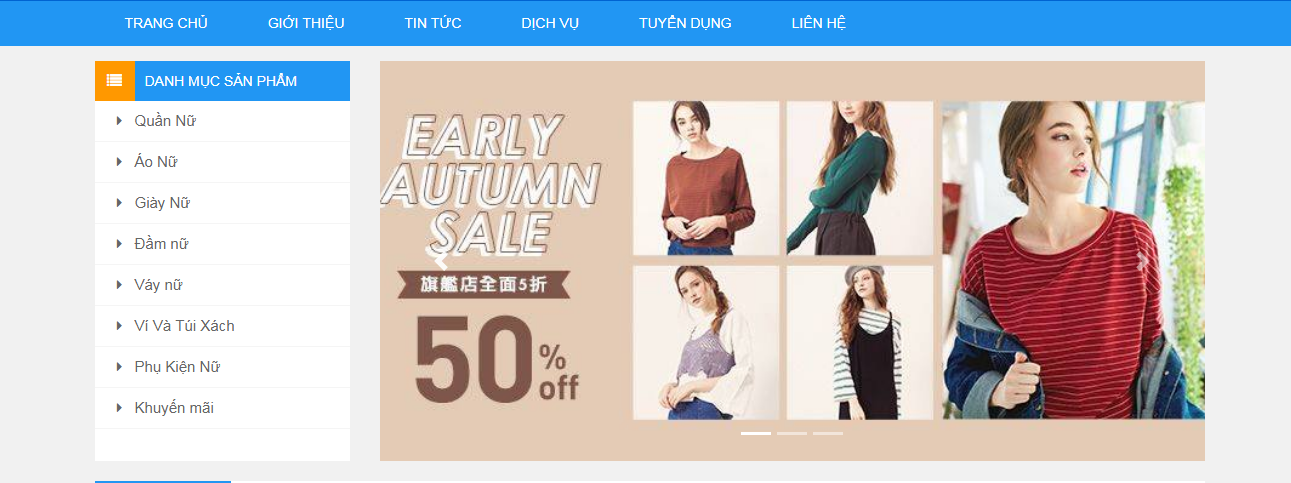 TRANG CHỦ GIỚI THIỆU TIN TỨC DỊCH VỤ TUYỂN DỤNG LIÊN HỆ
DANH MỤC SẢN PHẨM
Quần Nữ
Áo Nữ
Giày Nữ
Đầm nữ
Váy nữ
Ví Và Túi Xách
Phụ Kiện Nữ
Khuyến mãi
EARLY
AUTUMN
SALE
旗艦店全面5折
50%
off